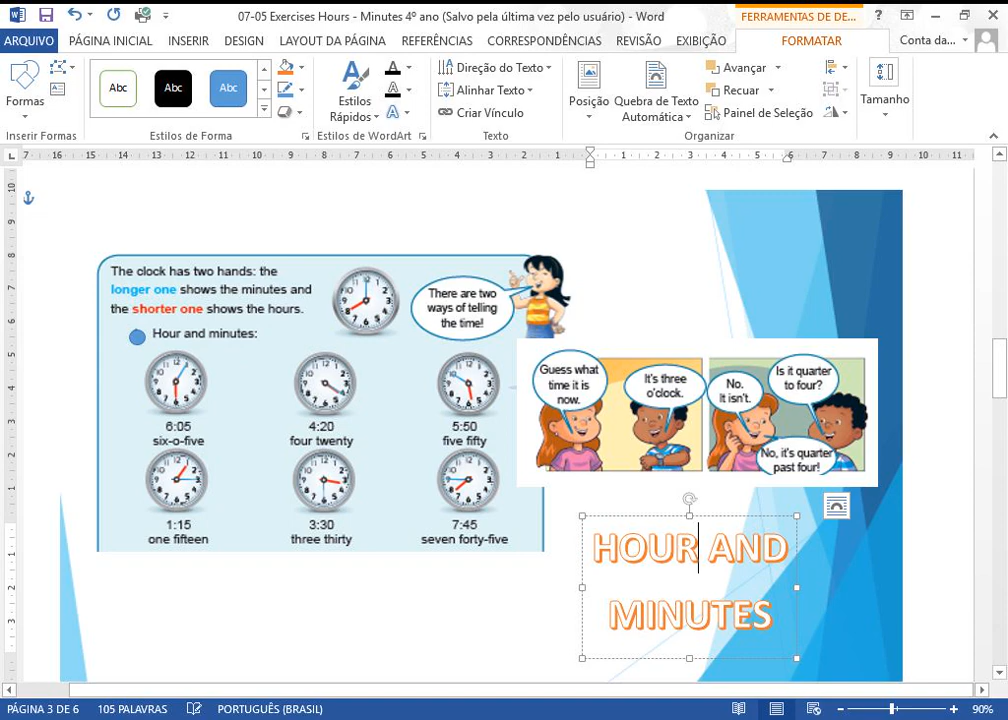 07-05 Exercises Hours - Minutes 4º ano (Salvo pela última vez pelo usuário) - Word
FERRAMENTAS DE DE...
ARQUIVO PÁGINA INICIAL INSERIR DESIGN LAYOUT DA PÁGINA REFERÊNCIAS CORRESPONDÊNCIAS REVISÃO EXIBIÇÃO FORMATAR Conta da...
Formas
Inserir Formas
Abc Abc Abc
Estilos de Forma
Estilos
Rápidos
Estilos de WordArt
Direção do Texto
Alinhar Texto
Criar Vínculo
Texto
Posição
Quebra de Texto
Automática
Avançar
Recuar
Painel de Seleção
Organizar
Tamanho
The clock has two hands: the
longer one shows the minutes and
the shorter one shows the hours.
Hour and minutes:
There are two
ways of telling
the time!
6:05
six-o-five
4:20
four twenty
5:50
five fifty
1:15
one fifteen
3:30
three thirty
7:45
seven forty-five
Guess what
time it is
now.
It's three
o'clock.
No.
It isn't.
Is it quarter
to four?
No, it's quarter
past four!
HOUR AND
MINUTES
PÁGINA 3 DE 6 105 PALAVRAS PORTUGUÊS (BRASIL) 90%